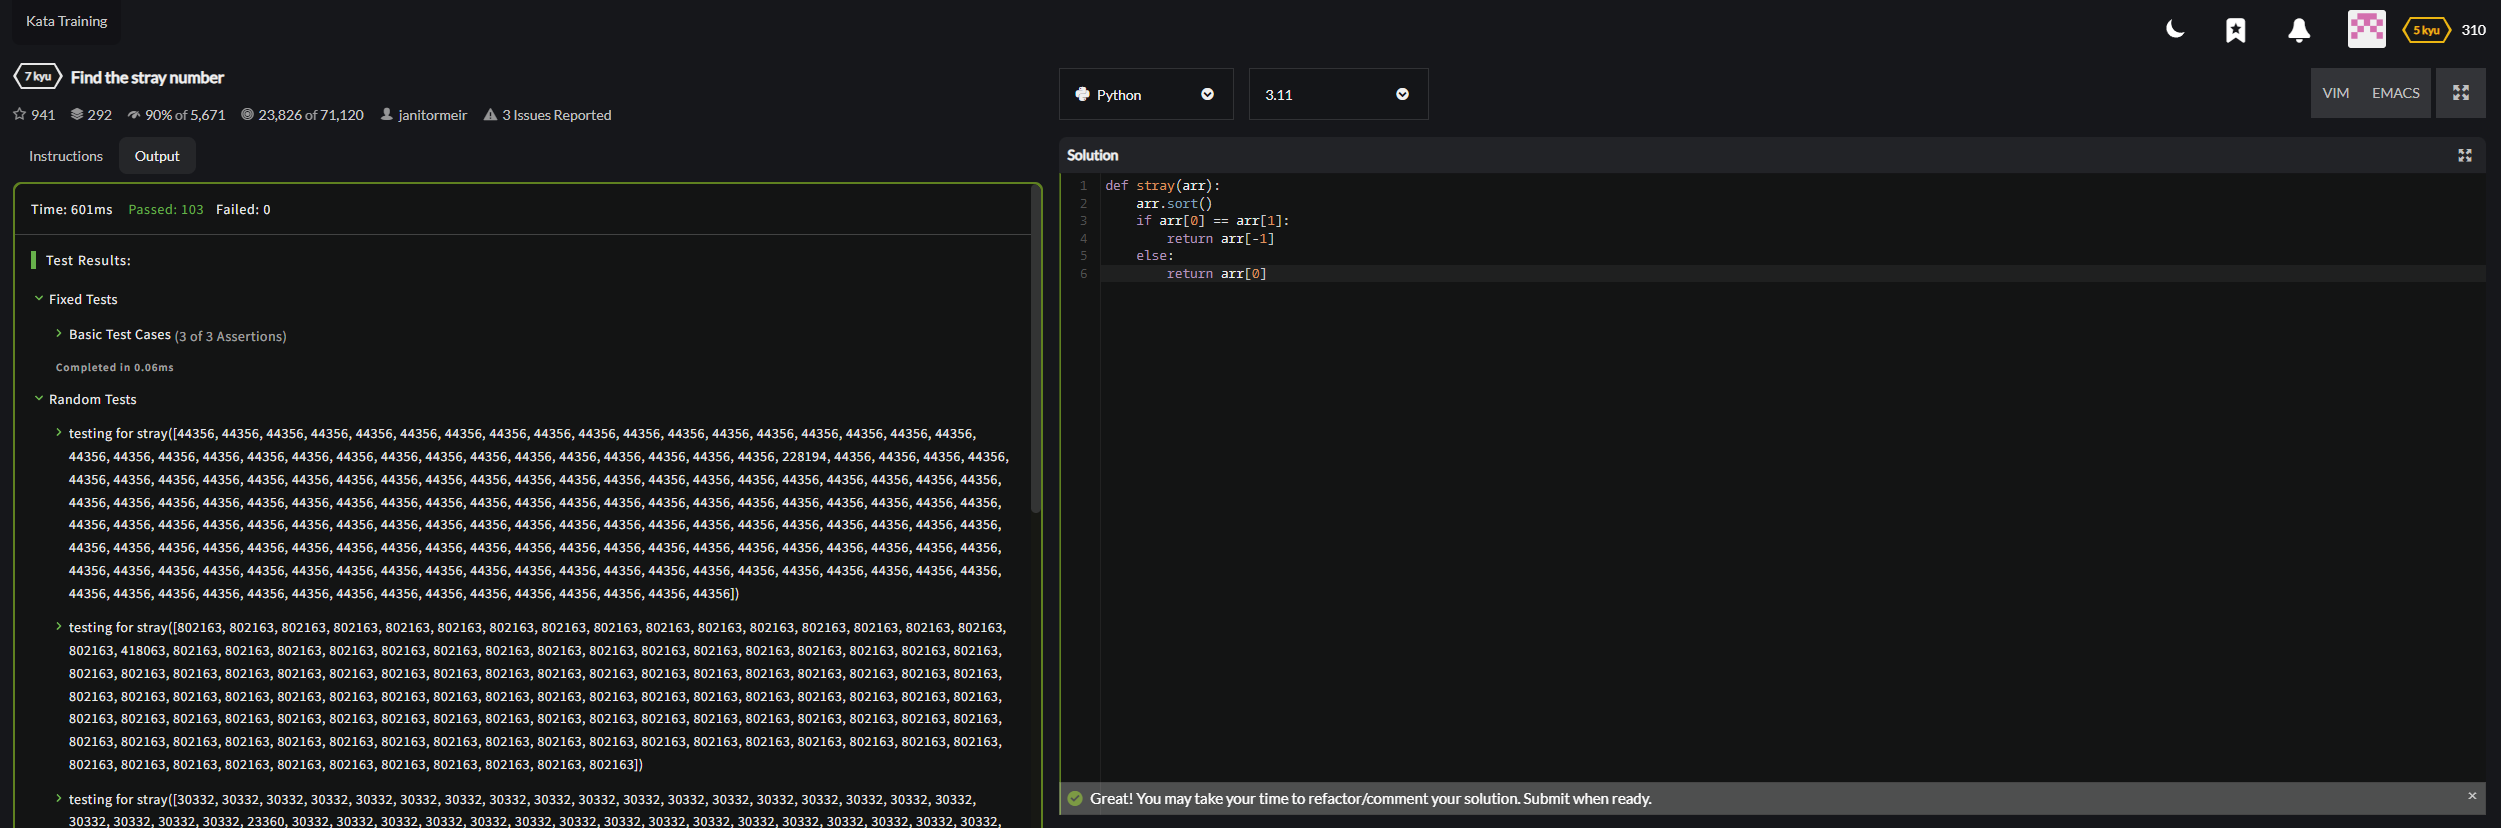 Kata Training
5 kyu 310
7 kyu Find the stray number
941 292 90% of 5,671 23,826 of 71,120 janitormeir 3 Issues Reported
Python 3.11 VIM EMACS
Instructions Output
Time: 601ms Passed: 103 Failed: 0
Test Results:
Fixed Tests
Basic Test Cases (3 of 3 Assertions)
Completed in 0.06ms
Random Tests
testing for stray([44356, 44356, 44356, 44356, 44356, 44356, 44356, 44356, 44356, 44356, 44356, 44356, 44356, 44356, 44356, 44356, 44356, 44356,
44356, 44356, 44356, 44356, 44356, 44356, 44356, 44356, 44356, 44356, 44356, 44356, 44356, 44356, 44356, 44356, 228194, 44356, 44356, 44356, 44356,
44356, 44356, 44356, 44356, 44356, 44356, 44356, 44356, 44356, 44356, 44356, 44356, 44356, 44356, 44356, 44356, 44356, 44356, 44356, 44356, 44356,
44356, 44356, 44356, 44356, 44356, 44356, 44356, 44356, 44356, 44356, 44356, 44356, 44356, 44356, 44356, 44356, 44356, 44356, 44356, 44356, 44356,
44356, 44356, 44356, 44356, 44356, 44356, 44356, 44356, 44356, 44356, 44356, 44356, 44356, 44356, 44356, 44356, 44356, 44356, 44356, 44356, 44356,
44356, 44356, 44356, 44356, 44356, 44356, 44356, 44356, 44356, 44356, 44356, 44356, 44356, 44356, 44356, 44356, 44356, 44356, 44356, 44356, 44356,
44356, 44356, 44356, 44356, 44356, 44356, 44356, 44356, 44356, 44356, 44356, 44356, 44356, 44356, 44356, 44356, 44356, 44356, 44356, 44356, 44356,
44356, 44356, 44356, 44356, 44356, 44356, 44356, 44356, 44356, 44356, 44356, 44356, 44356, 44356, 44356])
testing for stray([802163, 802163, 802163, 802163, 802163, 802163, 802163, 802163, 802163, 802163, 802163, 802163, 802163, 802163, 802163, 802163,
802163, 418063, 802163, 802163, 802163, 802163, 802163, 802163, 802163, 802163, 802163, 802163, 802163, 802163, 802163, 802163, 802163, 802163,
802163, 802163, 802163, 802163, 802163, 802163, 802163, 802163, 802163, 802163, 802163, 802163, 802163, 802163, 802163, 802163, 802163, 802163,
802163, 802163, 802163, 802163, 802163, 802163, 802163, 802163, 802163, 802163, 802163, 802163, 802163, 802163, 802163, 802163, 802163, 802163,
802163, 802163, 802163, 802163, 802163, 802163, 802163, 802163, 802163, 802163, 802163, 802163, 802163, 802163, 802163, 802163, 802163, 802163,
802163, 802163, 802163, 802163, 802163, 802163, 802163, 802163, 802163, 802163, 802163, 802163, 802163, 802163, 802163, 802163, 802163, 802163,
802163, 802163, 802163, 802163, 802163, 802163, 802163, 802163, 802163, 802163, 802163])
testing for stray([30332, 30332, 30332, 30332, 30332, 30332, 30332, 30332, 30332, 30332, 30332, 30332, 30332, 30332, 30332, 30332, 30332, 30332,
30332, 30332, 30332, 30332, 23360, 30332, 30332, 30332, 30332, 30332, 30332, 30332, 30332, 30332, 30332, 30332, 30332, 30332, 30332, 30332, 30332,
Solution
1 def stray(arr):
2 arr.sort()
3 if arr[0] == arr[1]:
4 return arr[-1]
5 else:
6 return arr[0]
Great! You may take your time to refactor/comment your solution. Submit when ready. ×